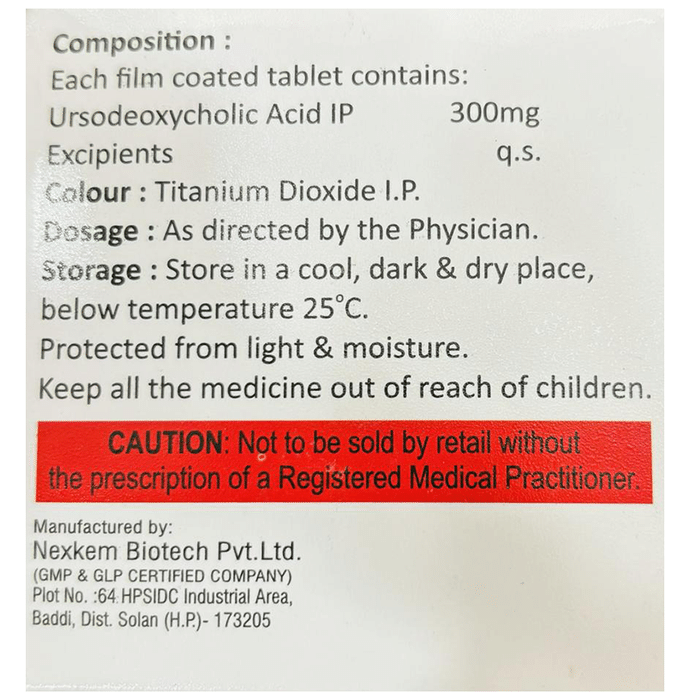 Composition :
Each film coated tablet contains:
Ursodeoxycholic Acid IP 300mg
Excipients q.s.
Colour : Titanium Dioxide I.P.
Dosage : As directed by the Physician.
Storage : Store in a cool, dark & dry place,
below temperature 25°C.
Protected from light & moisture.
Keep all the medicine out of reach of children.
CAUTION: Not to be sold by retail without
the prescription of a Registered Medical Practitioner.
Manufactured by:
Nexkem Biotech Pvt.Ltd.
(GMP & GLP CERTIFIED COMPANY)
Plot No. :64 HPSIDC Industrial Area,
Baddi, Dist. Solan (H.P.)- 173205